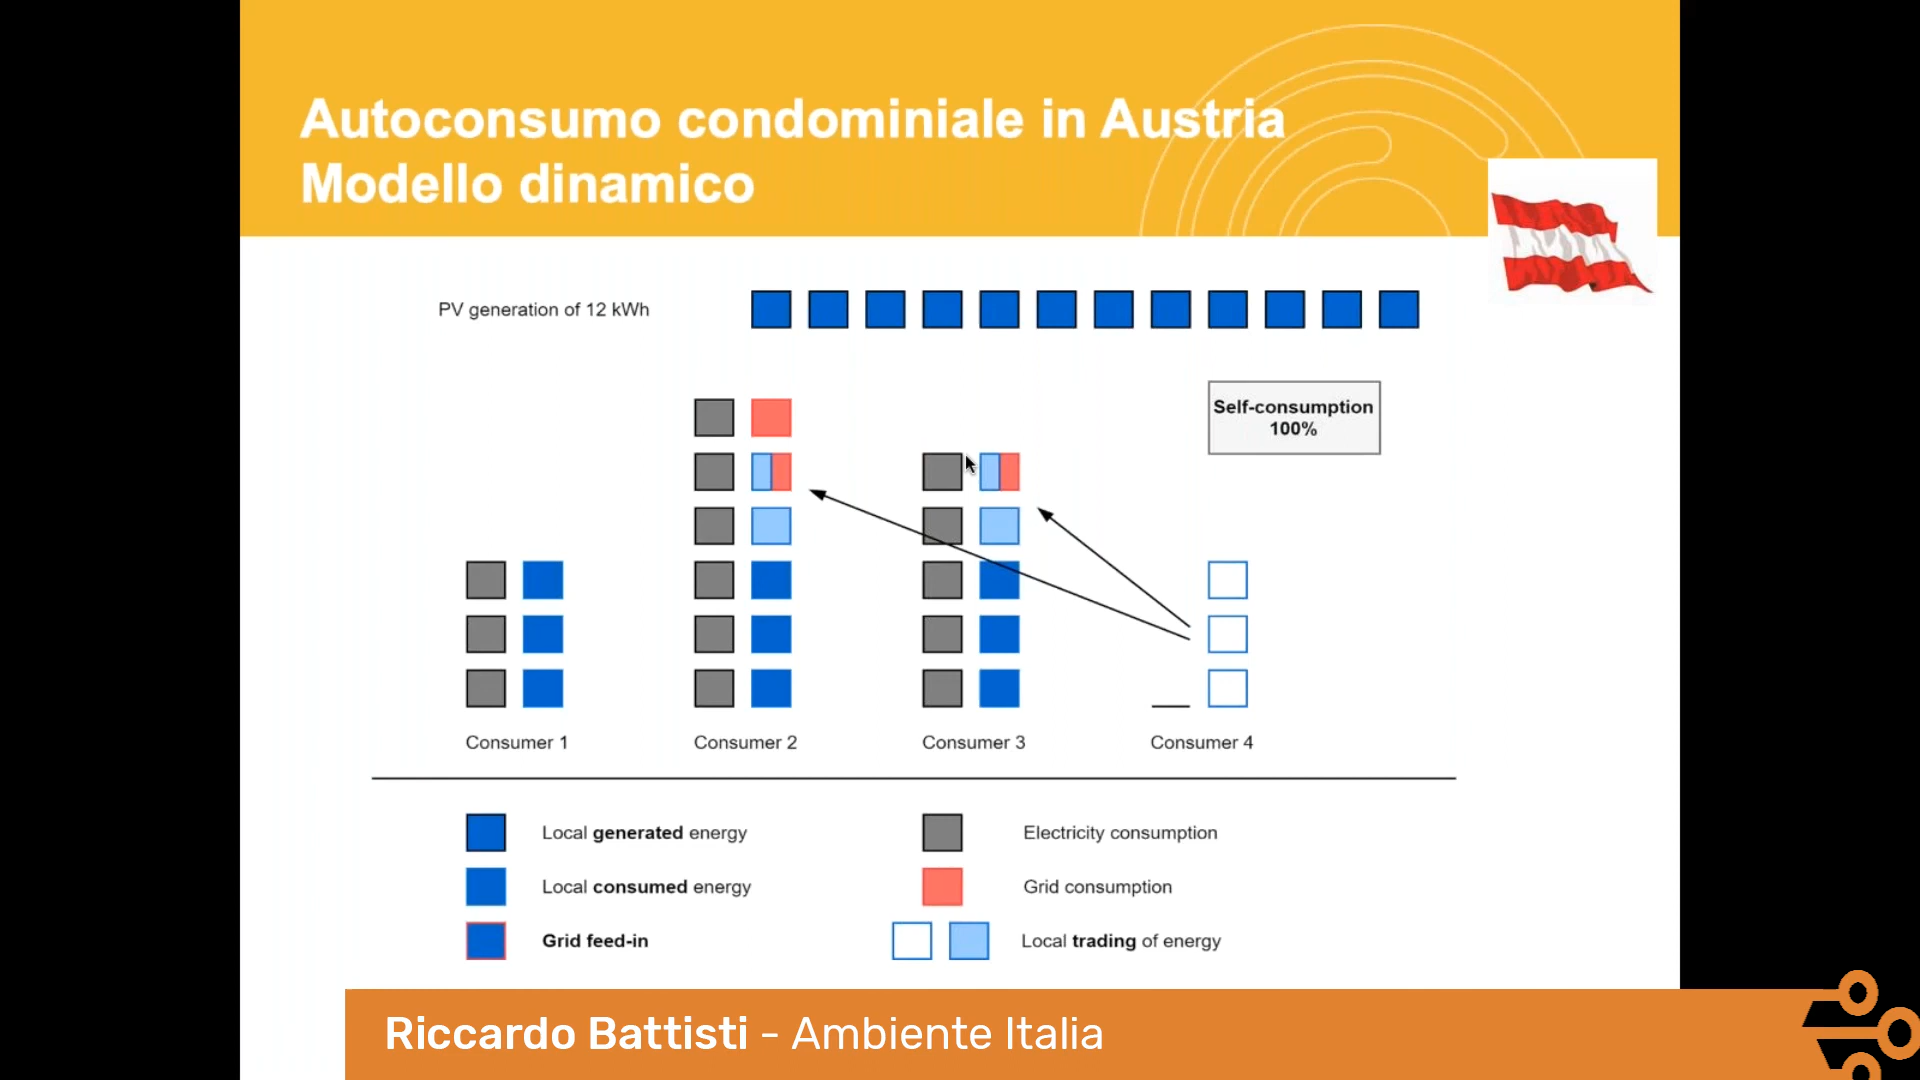 Autoconsumo condominiale in Austria
Modello dinamico
PV generation of 12 kWh
Self-consumption
100%
Consumer 1
Consumer 2
Consumer 3
Consumer 4
Local generated energy
Electricity consumption
Local consumed energy
Grid consumption
Grid feed-in
Local trading of energy
Riccardo Battisti - Ambiente Italia